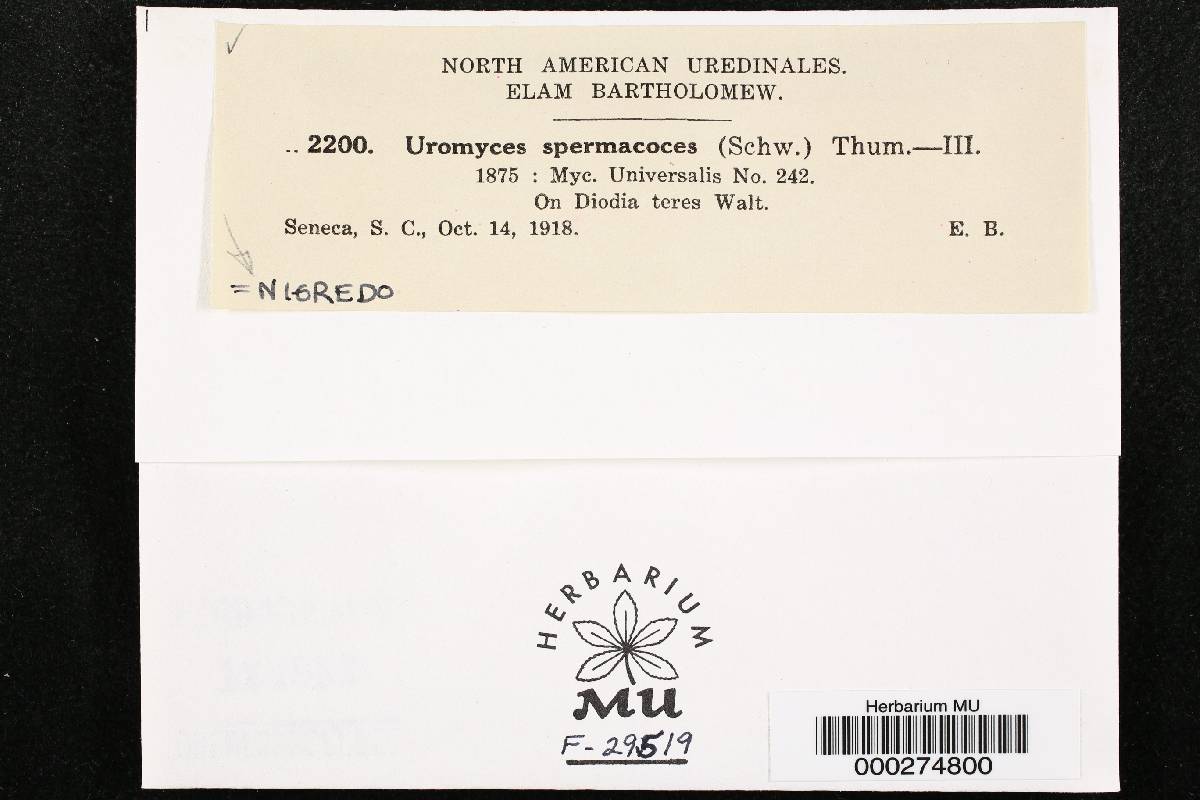 NORTH AMERICAN UREDINALES.
ELAM BARTHOLOMEW.
.. 2200. Uromyces spermacoces (Schw.) Thum.—III.
1875 : Myc. Universalis No. 242.
On Diodia teres Walt.
Seneca, S. C., Oct. 14, 1918. E. B.
=NIGREDO
HERBARIUM
MU
F-29519
Herbarium MU
000274800